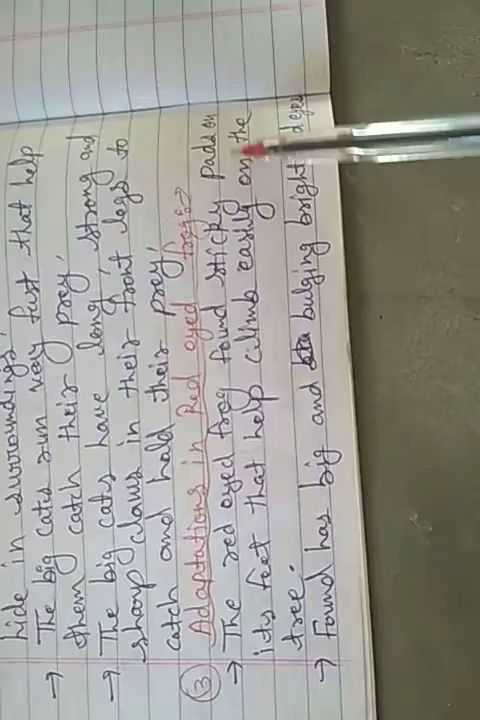 hide in surroundings.
→ The big cats run very fast that help
them catch their prey,
→ The big cats have long, strong and
sharp claws in their front legs to
catch and hold their prey,
③ Adaptations in Red eyed frog:→
→ The red eyed frog found sticky pads on
its feet that help climb easily on the
tree.
→ Found has big and bulging bright